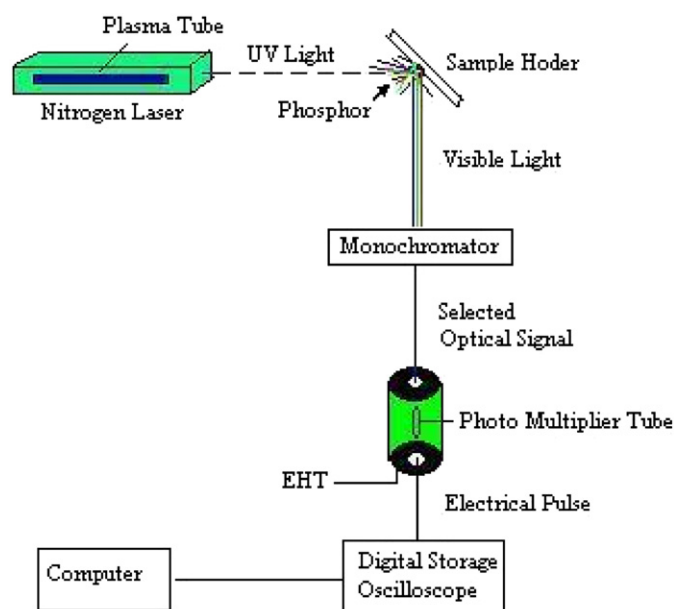 Plasma Tube
UV Light
Sample Hoder
Nitrogen Laser
Phosphor
Visible Light
Monochromator
Selected
Optical Signal
Photo Multiplier Tube
EHT
Electrical Pulse
Computer
Digital Storage
Oscilloscope